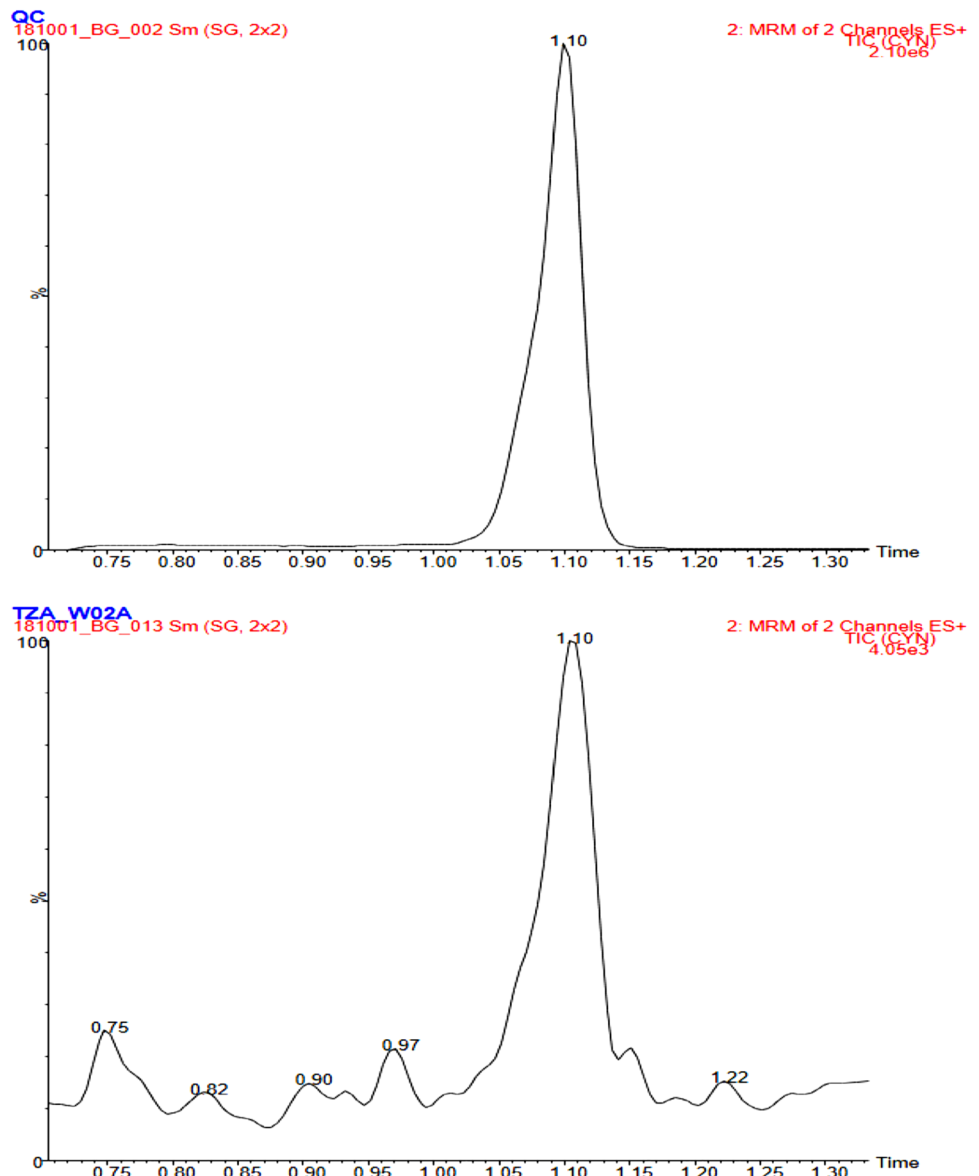 QC
181001_BG_002 Sm (SG, 2x2)
2: MRM of 2 Channels ES+
TIC (CYN)
2.10e6
100
1.10
%
0
0.75 0.80 0.85 0.90 0.95 1.00 1.05 1.10 1.15 1.20 1.25 1.30 Time
TZA_W02A
181001_BG_013 Sm (SG, 2x2)
2: MRM of 2 Channels ES+
TIC (CYN)
4.05e3
100
1.10
%
0.75
0.82
0.90
0.97
1.22
0
0.75 0.80 0.85 0.90 0.95 1.00 1.05 1.10 1.15 1.20 1.25 1.30 Time